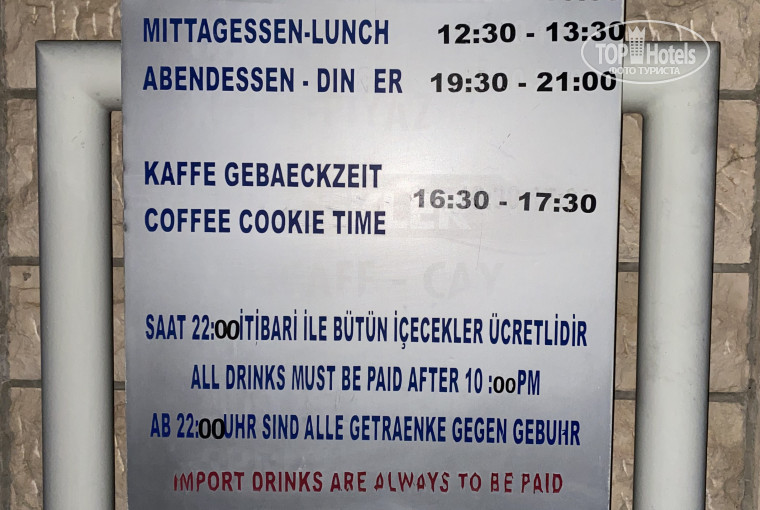 MITTAGESSEN-LUNCH 12:30 - 13:30
ABENDESSEN - DIN ER 19:30 - 21:00
KAFFE GEBAECKZEIT
16:30 - 17:30
COFFEE COOKIE TIME
SAAT 22:00İTİBARİ İLE BÜTÜN İÇECEKLER ÜCRETLİDİR
ALL DRINKS MUST BE PAID AFTER 10 :00PM
AB 22:00UHR SIND ALLE GETRAENKE GEGEN GEBUHR
IMPORT DRINKS ARE ALWAYS TO BE PAID
TOP Hotels
ФОТО ТУРИСТА